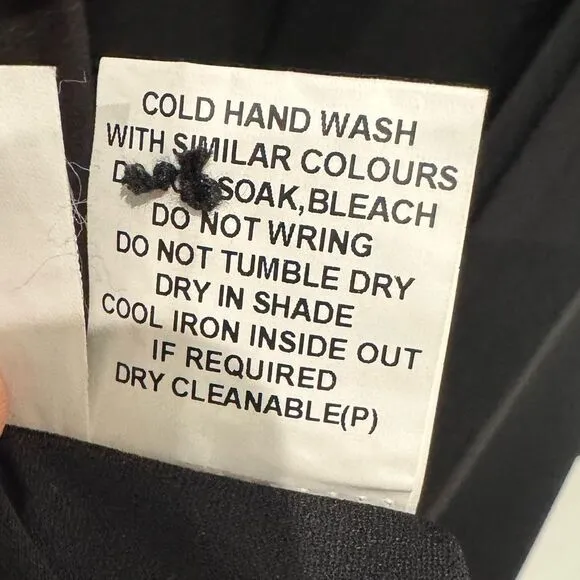 COLD HAND WASH
WITH SIMILAR COLOURS
SOAK, BLEACH
DO NOT WRING
DO NOT TUMBLE DRY
DRY IN SHADE
COOL IRON INSIDE OUT
IF REQUIRED
DRY CLEANABLE(P)